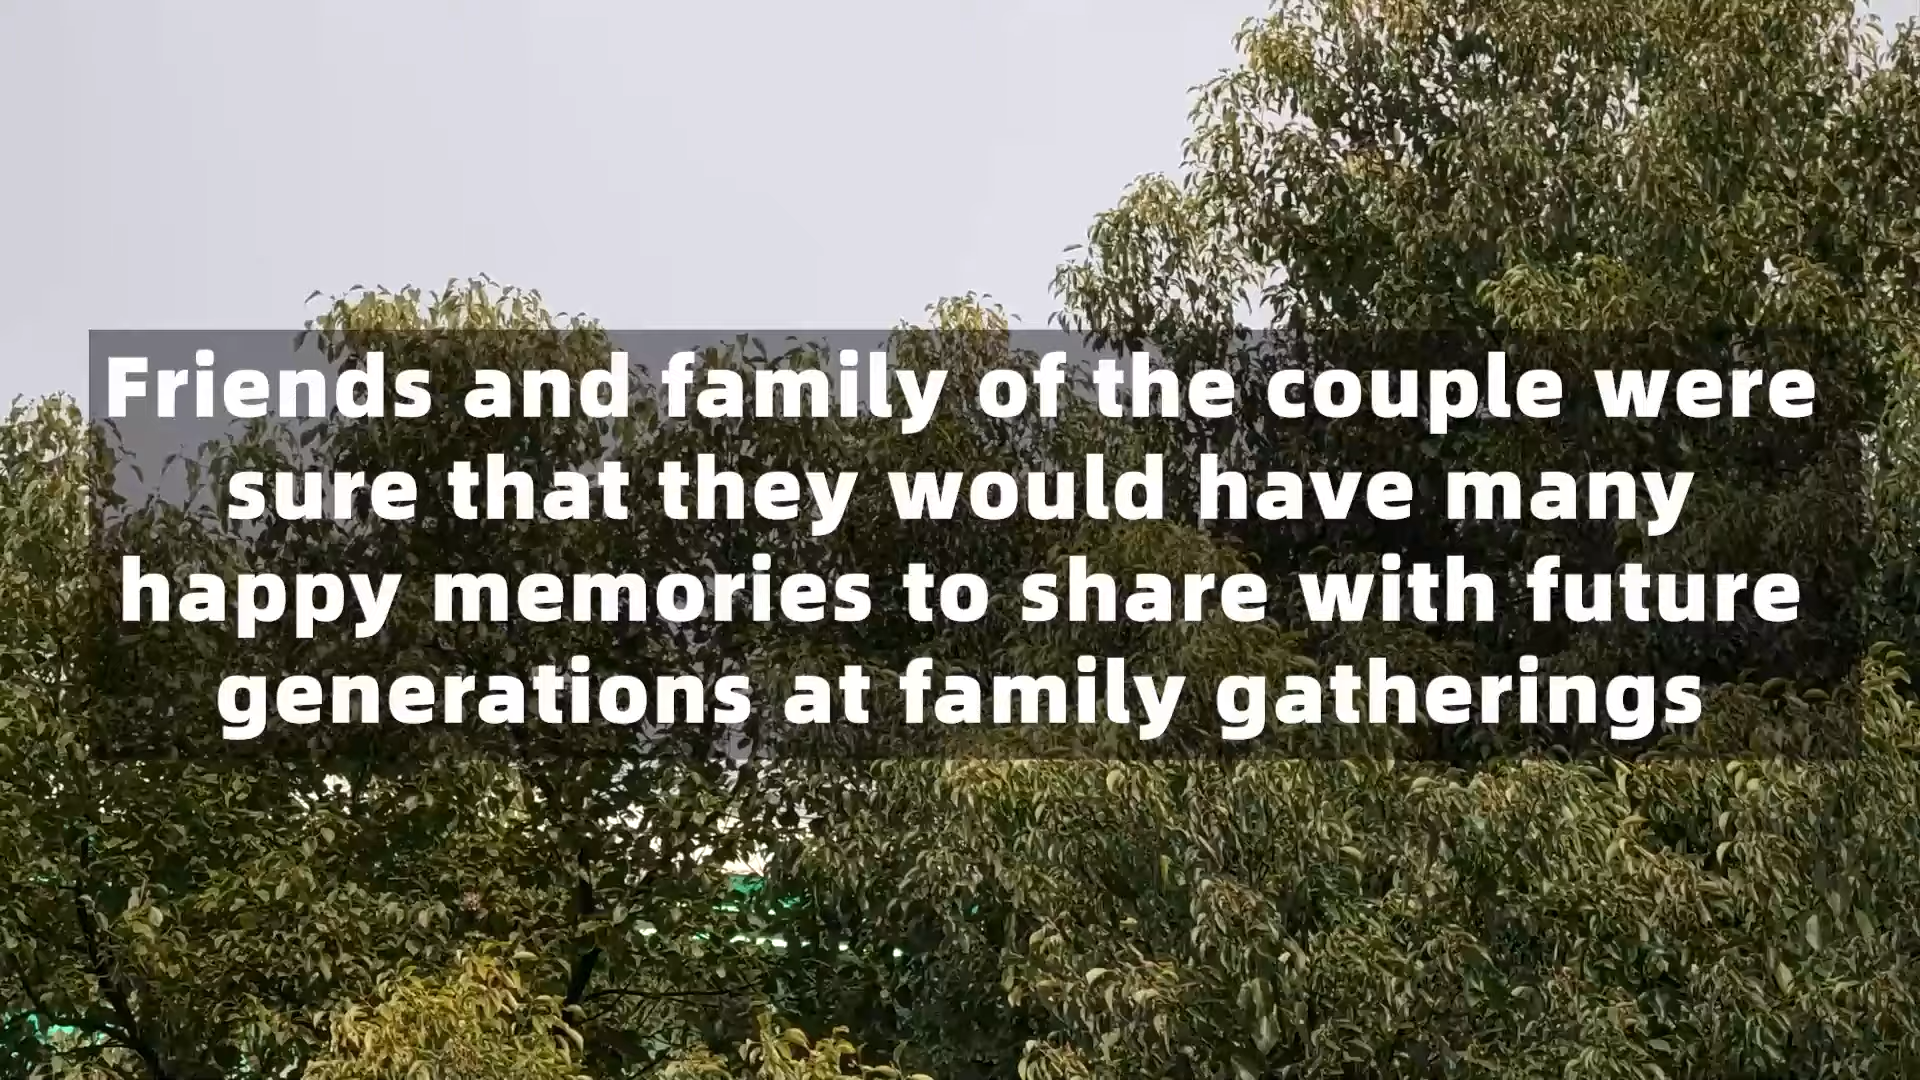 Friends and family of the couple were
sure that they would have many
happy memories to share with future
generations at family gatherings